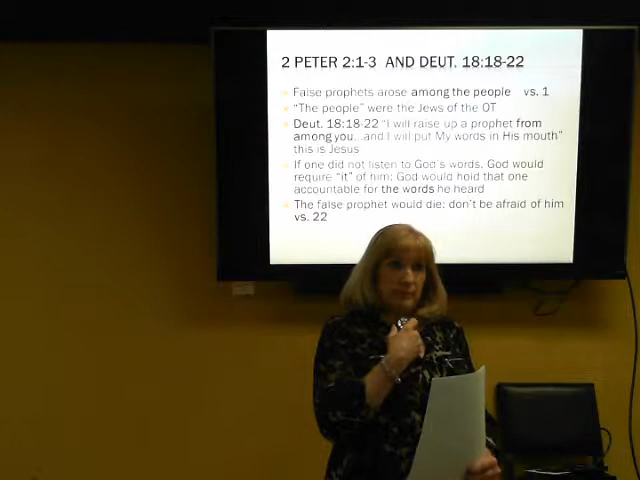 2 PETER 2:1-3 AND DEUT. 18:18-22
False prophets arose among the people vs. 1
"The people" were the Jews of the OT
Deut. 18:18-22 "I will raise up a prophet from
among you...and I will put My words in His mouth"
this is Jesus
If one did not listen to God's words, God would
require "it" of him; God would hold that one
accountable for the words he heard
The false prophet would die; don't be afraid of him
vs. 22